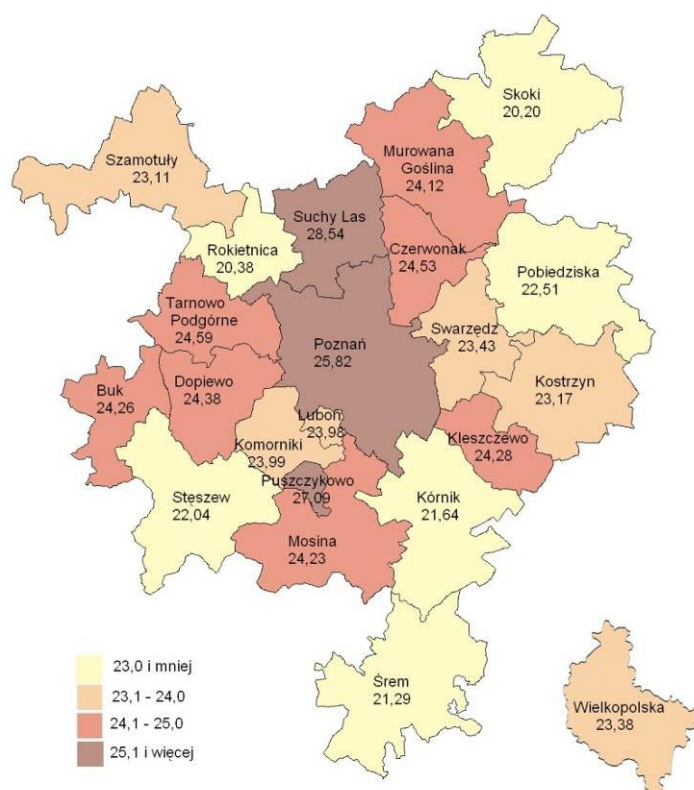 Skoki
20,20
Murowana
Goślina
24,12
Szamotuły
23,11
Suchy Las
28,54
Czerwonak
24,53
Rokietnica
20,38
Pobiedziska
22,51
Tarnowo
Podgórne
24,59
Swarzędz
23,43
Poznań
25,82
Kostrzyn
23,17
Buk
24,26
Dopiewo
24,38
Luboń
23,98
Komorniki
23,99
Kleszczewo
24,28
Puszczykowo
27,09
Stęszew
22,04
Kórnik
21,64
Mosina
24,23
Śrem
21,29
Wielkopolska
23,38
23,0 i mniej
23,1 - 24,0
24,1 - 25,0
25,1 i więcej